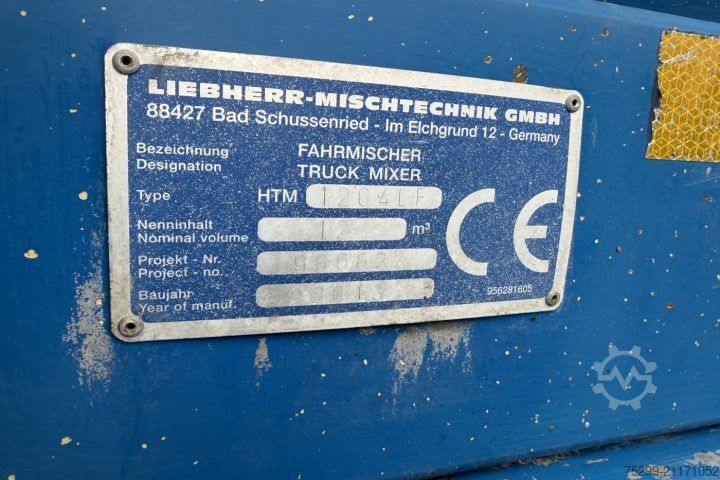 LIEBHERR-MISCHTECHNIK GMBH
88427 Bad Schussenried - Im Elchgrund 12 - Germany
Bezeichnung FAHRMISCHER
Designation TRUCK MIXER
Type HTM 1204LF
Nenninhalt
Nominal volume 12 m³
Projekt - Nr.
Project - no.
Baujahr
Year of manuf.
CE
956281605
75299-21171052